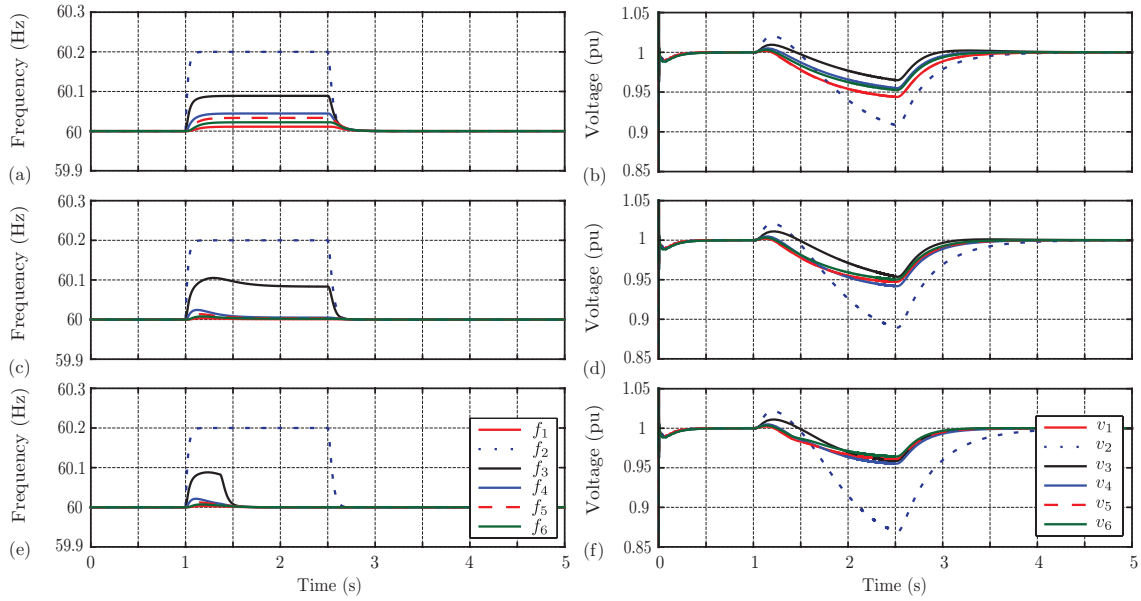 60.3
60.2
60.1
60
59.9
Frequency (Hz)
(a)
1.05
1
0.95
0.9
0.85
Voltage (pu)
(b)
60.3
60.2
60.1
60
59.9
Frequency (Hz)
(c)
1.05
1
0.95
0.9
0.85
Voltage (pu)
(d)
60.3
60.2
60.1
60
59.9
Frequency (Hz)
(e)
f1
f2
f3
f4
f5
f6
0 1 2 3 4 5
Time (s)
1.05
1
0.95
0.9
0.85
Voltage (pu)
(f)
v1
v2
v3
v4
v5
v6
0 1 2 3 4 5
Time (s)